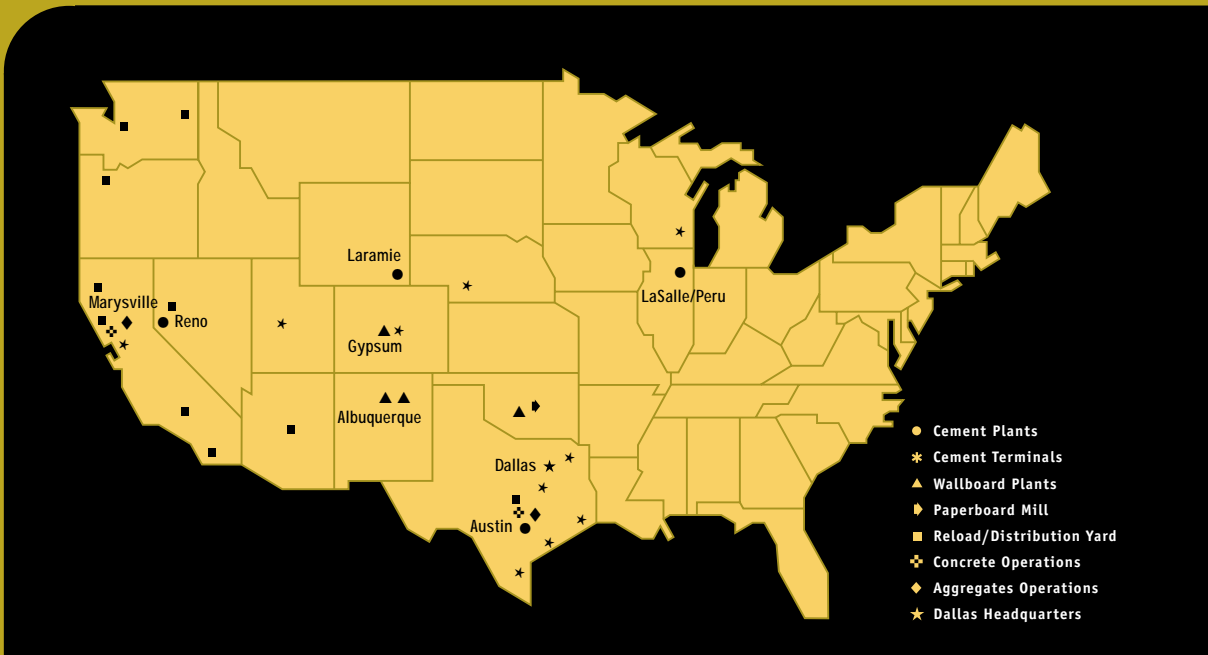 Laramie
LaSalle/Peru
Marysville
Reno
Gypsum
Albuquerque
Dallas
Austin
Cement Plants
Cement Terminals
Wallboard Plants
Paperboard Mill
Reload/Distribution Yard
Concrete Operations
Aggregates Operations
Dallas Headquarters